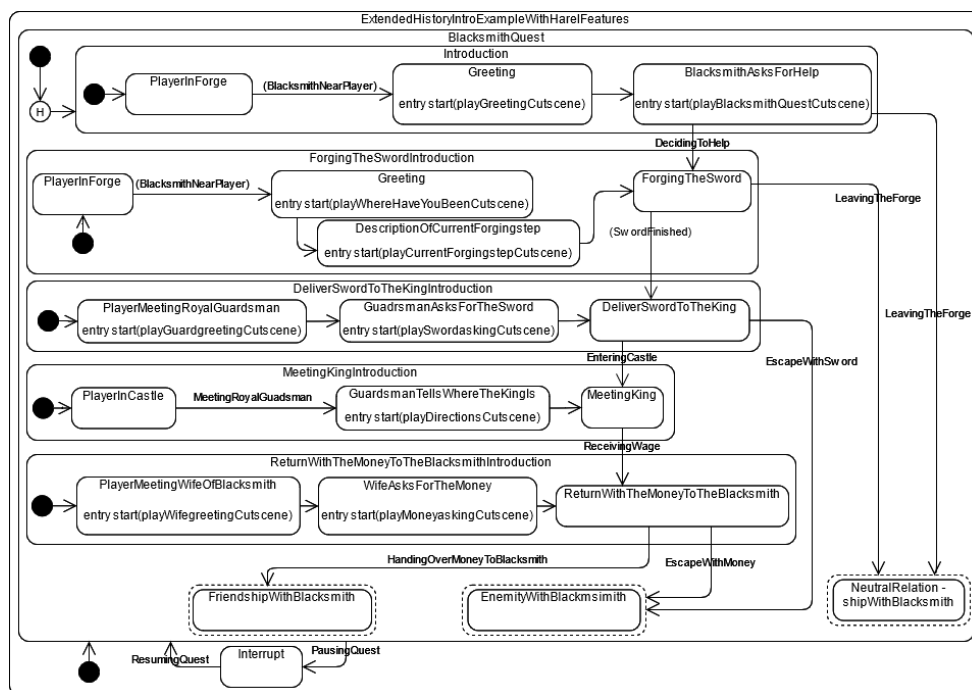 ExtendedHistoryIntroExampleWithHarelFeatures
BlacksmithQuest
Introduction
PlayerInForge
(BlacksmithNearPlayer)
Greeting
entry start(playGreetingCutscene)
BlacksmithAsksForHelp
entry start(playBlacksmithQuestCutscene)
H
DecidingToHelp
ForgingTheSwordIntroduction
PlayerInForge
(BlacksmithNearPlayer)
Greeting
entry start(playWhereHaveYouBeenCutscene)
ForgingTheSword
LeavingTheForge
DescriptionOfCurrentForgingstep
entry start(playCurrentForgingstepCutscene)
(SwordFinished)
DeliverSwordToTheKingIntroduction
PlayerMeetingRoyalGuardsman
entry start(playGuardgreetingCutscene)
GuadrsmanAsksForTheSword
entry start(playSwordaskingCutscene)
DeliverSwordToTheKing
LeavingTheForge
EnteringCastle
EscapeWithSword
MeetingKingIntroduction
PlayerInCastle
MeetingRoyalGuadsman
GuardsmanTellsWhereTheKingIs
entry start(playDirectionsCutscene)
MeetingKing
ReceivingWage
ReturnWithTheMoneyToTheBlacksmithIntroduction
PlayerMeetingWifeOfBlacksmith
entry start(playWifegreetingCutscene)
WifeAsksForTheMoney
entry start(playMoneyaskingCutscene)
ReturnWithTheMoneyToTheBlacksmith
HandingOverMoneyToBlacksmith
EscapeWithMoney
FriendshipWithBlacksmith
EnemityWithBlackmsimith
NeutralRelation -
shipWithBlacksmith
ResumingQuest
Interrupt
PausingQuest